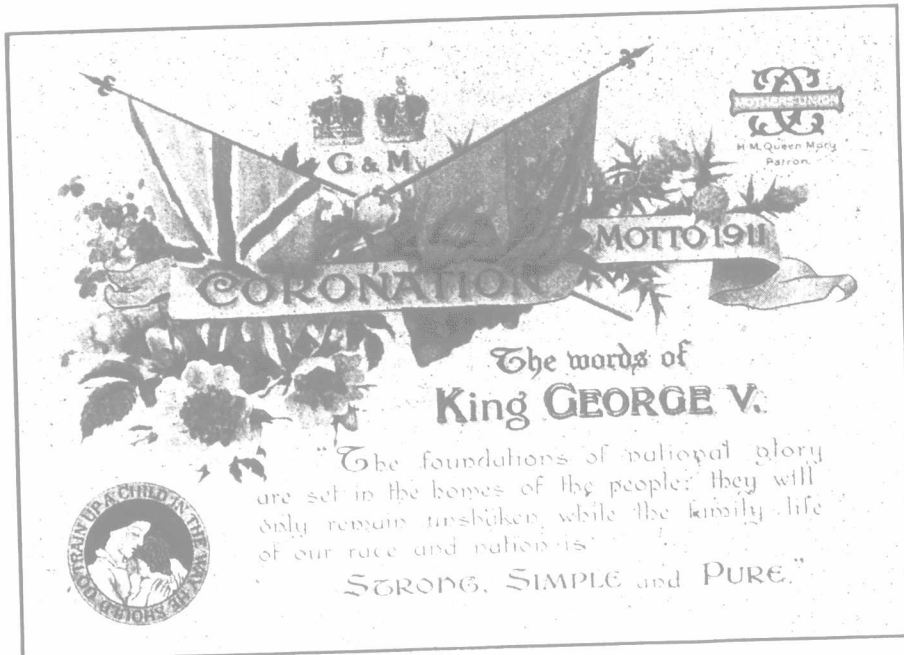 G & M
MOTHERS' UNION
H.M. Queen Mary
Patron.
CORONATION
MOTTO 1911
The words of
King GEORGE V.
"The foundations of national glory
are set in the homes of the people: they will
only remain unshaken while the family life
of our race and nation is
STRONG, SIMPLE and PURE."
TRAIN UP A CHILD IN THE WAY HE SHOULD GO